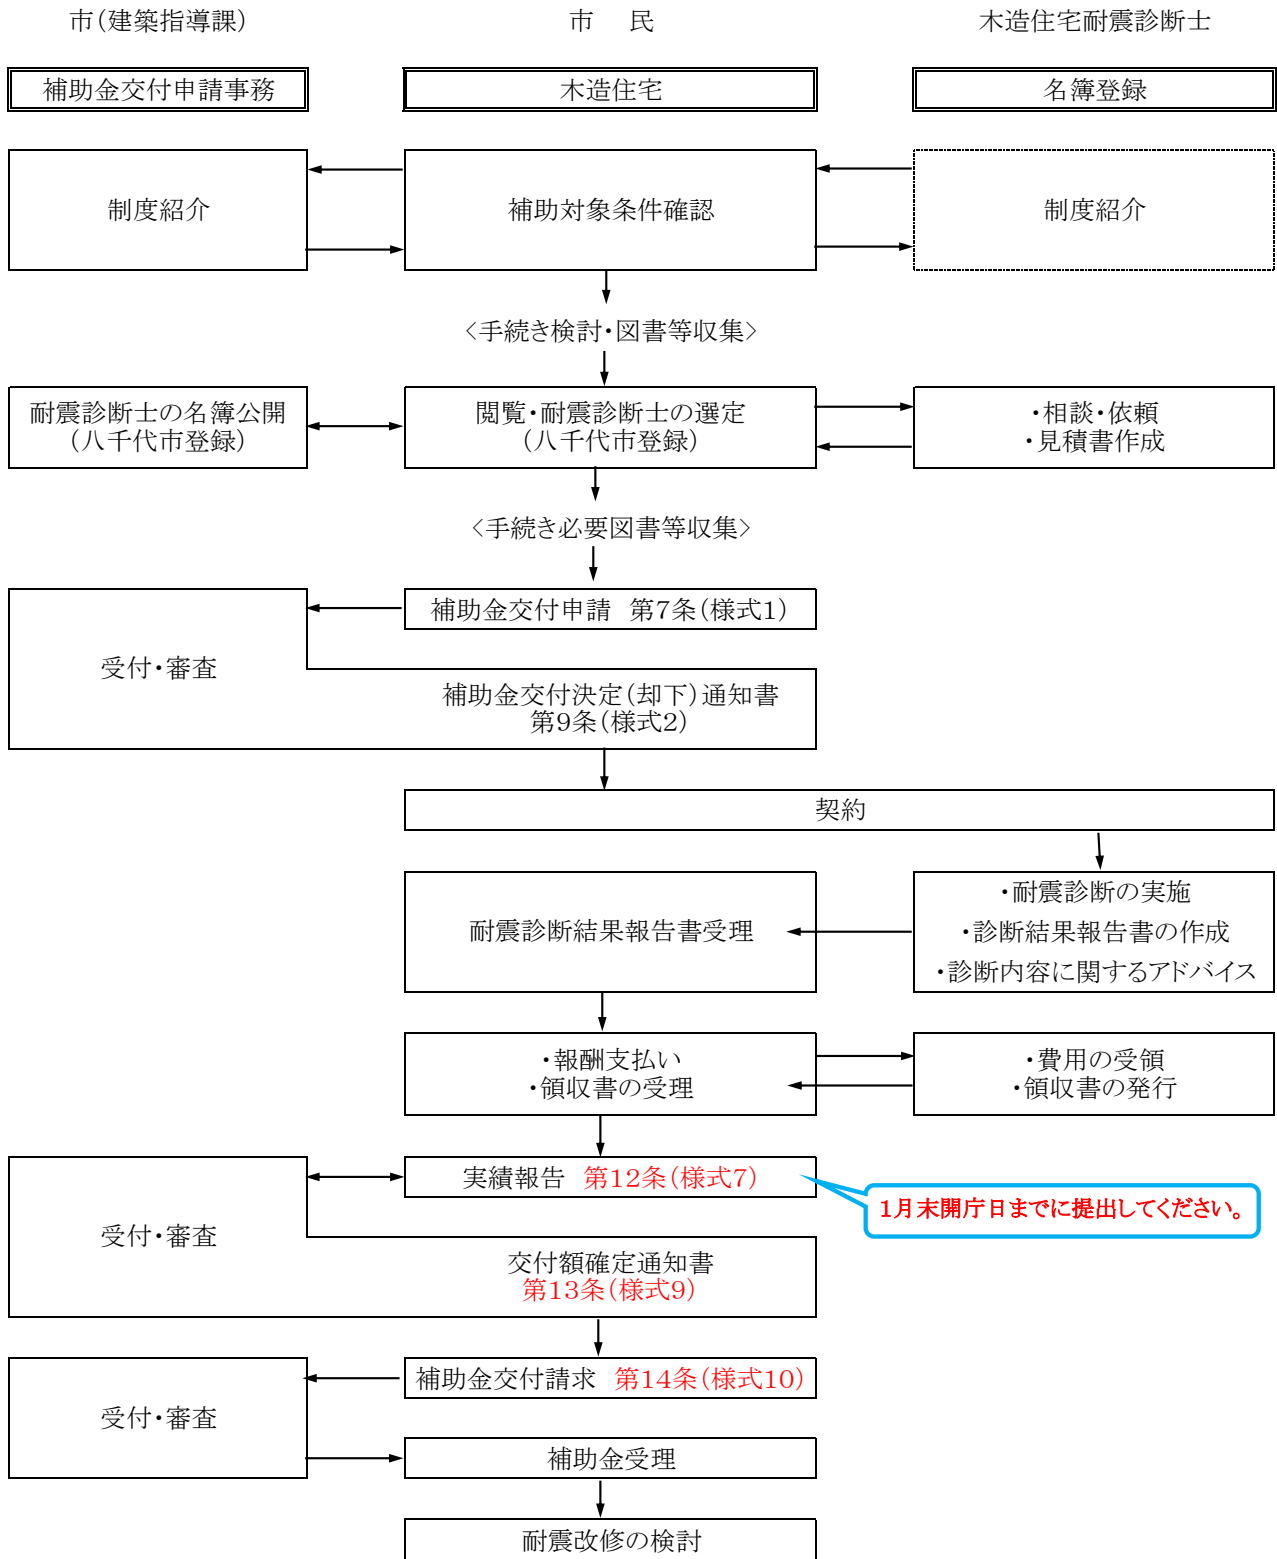 市（建築指導課）
市　民
木造住宅耐震診断士
補助金交付申請事務
木造住宅
名簿登録
制度紹介
補助対象条件確認
制度紹介
<手続き検討・図書等収集>
耐震診断士の名簿公開
（八千代市登録）
閲覧・耐震診断士の選定
（八千代市登録）
・相談・依頼
・見積書作成
<手続き必要図書等収集>
補助金交付申請　第7条（様式1）
受付・審査
補助金交付決定（却下）通知書
第9条（様式2）
契約
耐震診断結果報告書受理
・耐震診断の実施
・診断結果報告書の作成
・診断内容に関するアドバイス
・報酬支払い
・領収書の受理
・費用の受領
・領収書の発行
実績報告　第12条（様式7）
1月末開庁日までに提出してください。
受付・審査
交付額確定通知書
第13条（様式9）
補助金交付請求　第14条（様式10）
受付・審査
補助金受理
耐震改修の検討